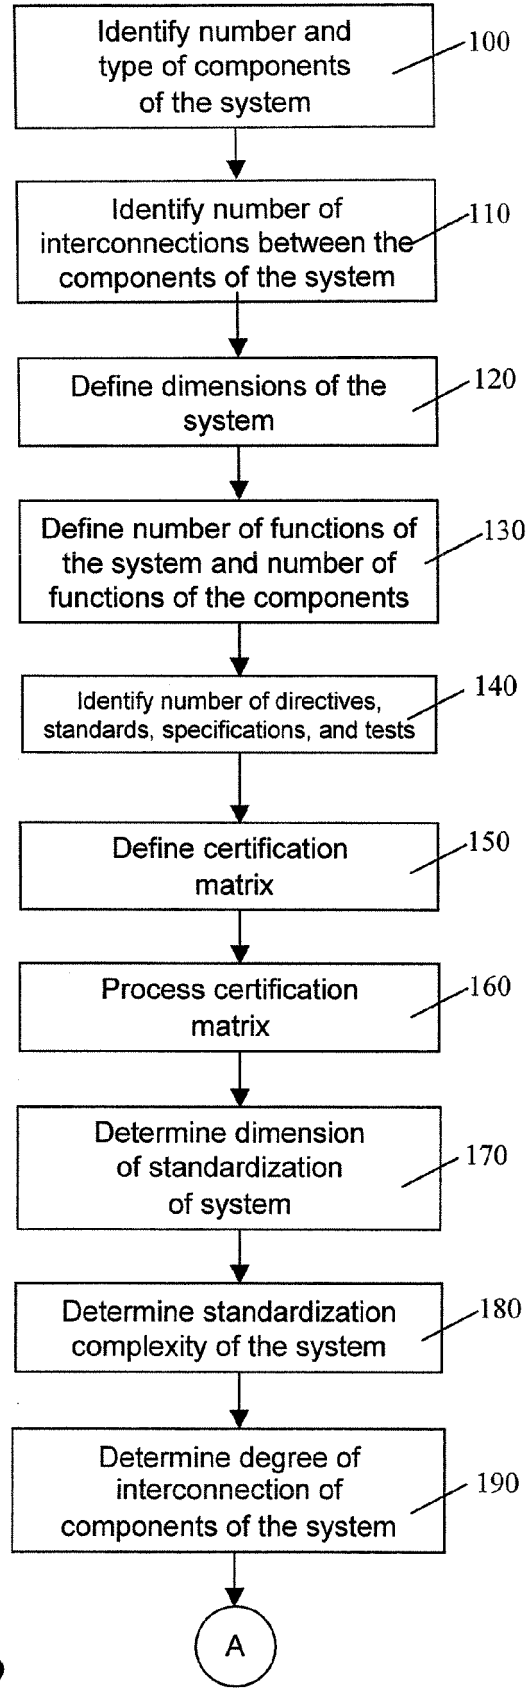 Identify number and
type of components
of the system
100
Identify number of
interconnections between the
components of the system
110
Define dimensions of the
system
120
Define number of functions of
the system and number of
functions of the components
130
Identify number of directives,
standards, specifications, and tests
140
Define certification
matrix
150
Process certification
matrix
160
Determine dimension
of standardization
of system
170
Determine standardization
complexity of the system
180
Determine degree of
interconnection of
components of the system
190
A